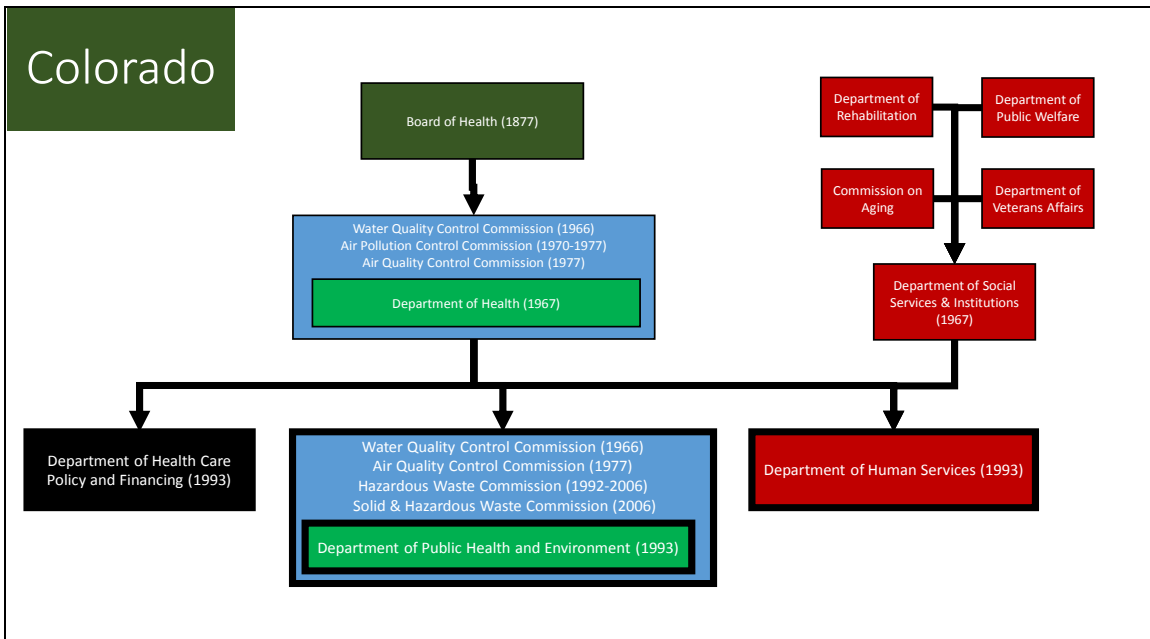 Colorado
Board of Health (1877)
Department of
Rehabilitation
Department of
Public Welfare
Commission on
Aging
Department of
Veterans Affairs
Water Quality Control Commission (1966)
Air Pollution Control Commission (1970-1977)
Air Quality Control Commission (1977)
Department of Health (1967)
Department of Social
Services & Institutions
(1967)
Department of Health Care
Policy and Financing (1993)
Water Quality Control Commission (1966)
Air Quality Control Commission (1977)
Hazardous Waste Commission (1992-2006)
Solid & Hazardous Waste Commission (2006)
Department of Public Health and Environment (1993)
Department of Human Services (1993)